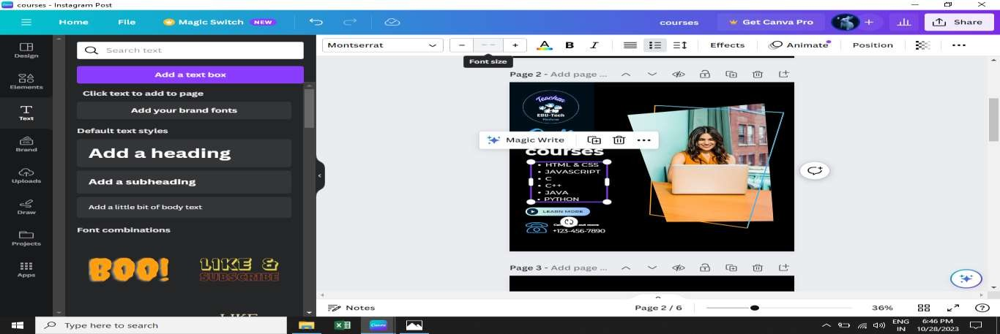 courses - Instagram Post
Home File Magic Switch NEW courses Get Canva Pro + Share
Design
Elements
Text
Brand
Uploads
Draw
Projects
Apps
Search text
Add a text box
Click text to add to page
Add your brand fonts
Default text styles
Add a heading
Add a subheading
Add a little bit of body text
Font combinations
BOO!
LIKE &
SUBSCRIBE
LIKE
Montserrat – -- + A B I Effects Animate Position
Font size
Page 2 - Add page ...
Teachm
EBU-Tech
Magic Write
courses
• HTML & CSS
• JAVASCRIPT
• C
• C++
• JAVA
• PYTHON
LEARN MORE
+123-456-7890
Page 3 - Add page ...
Notes Page 2 / 6 36%
Type here to search
ENG
IN
6:46 PM
10/28/2023